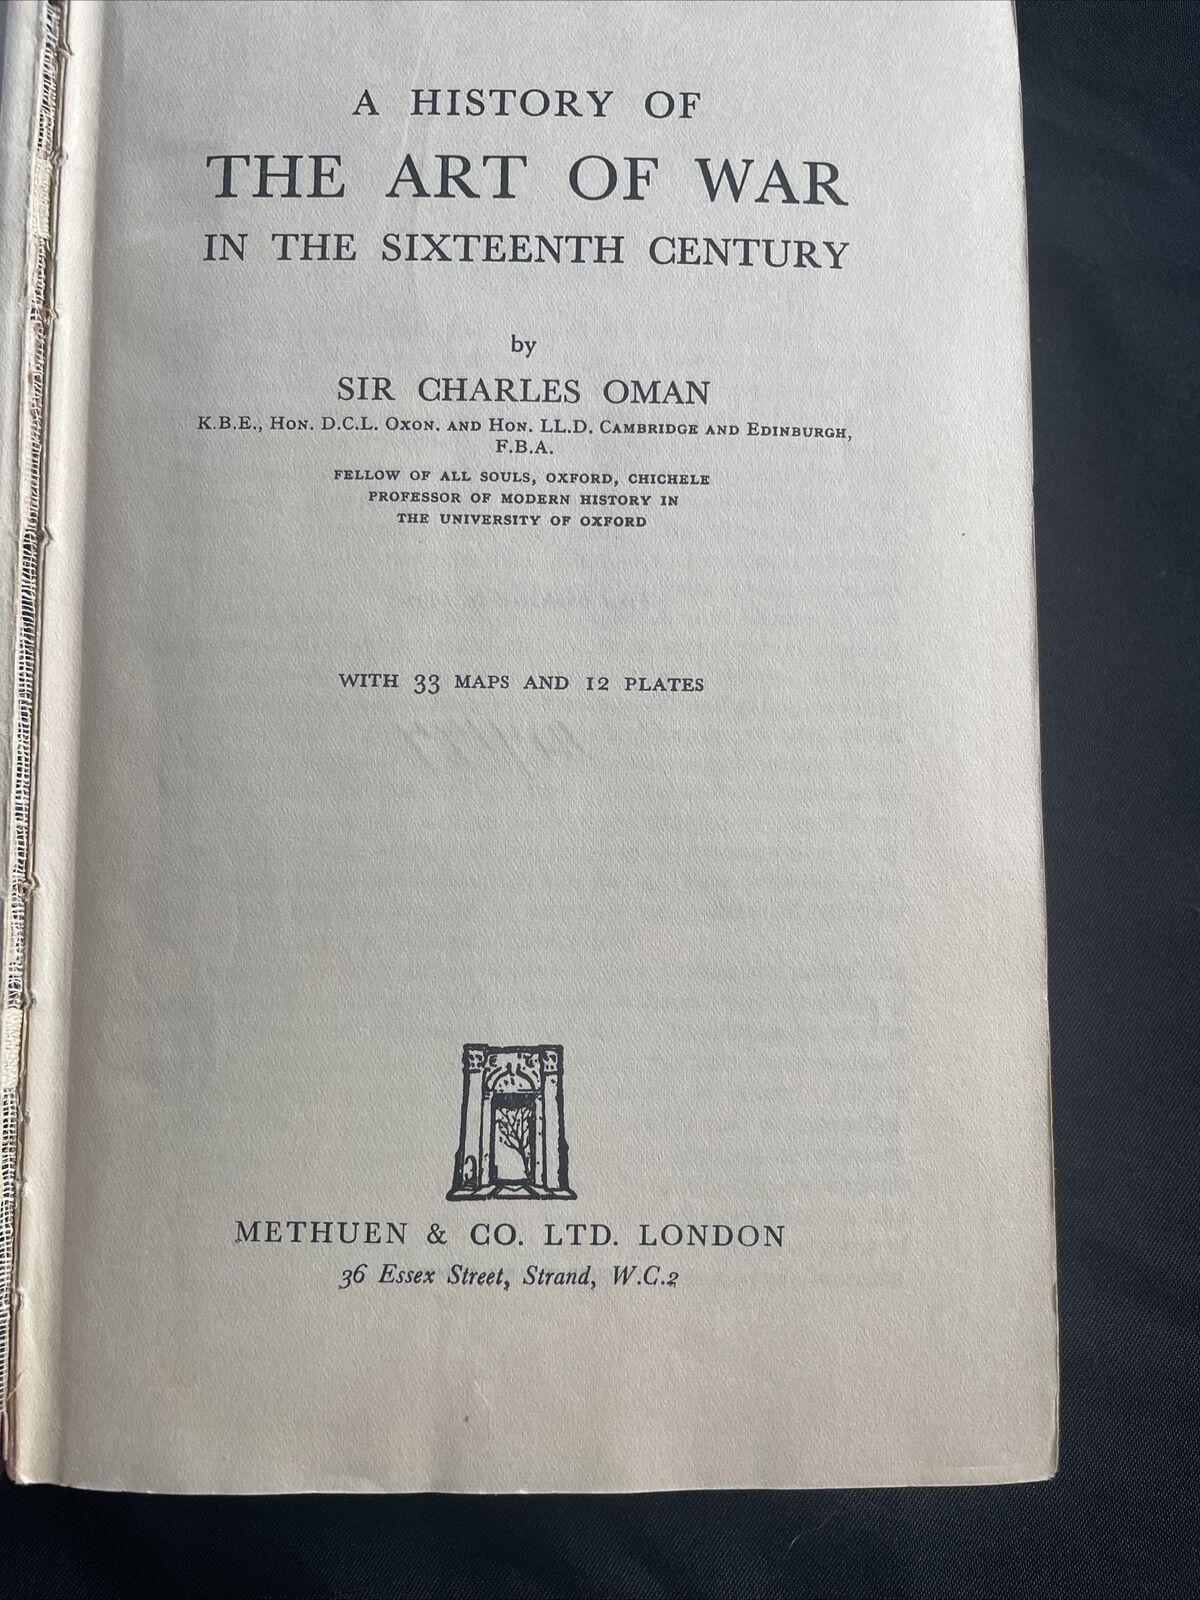 A HISTORY OF
THE ART OF WAR
IN THE SIXTEENTH CENTURY
by
SIR CHARLES OMAN
K.B.E., HON. D.C.L. OXON. AND HON. LL.D. CAMBRIDGE AND EDINBURGH,
F.B.A.
FELLOW OF ALL SOULS, OXFORD, CHICHELE
PROFESSOR OF MODERN HISTORY IN
THE UNIVERSITY OF OXFORD
WITH 33 MAPS AND 12 PLATES
METHUEN & CO. LTD. LONDON
36 Essex Street, Strand, W.C.2